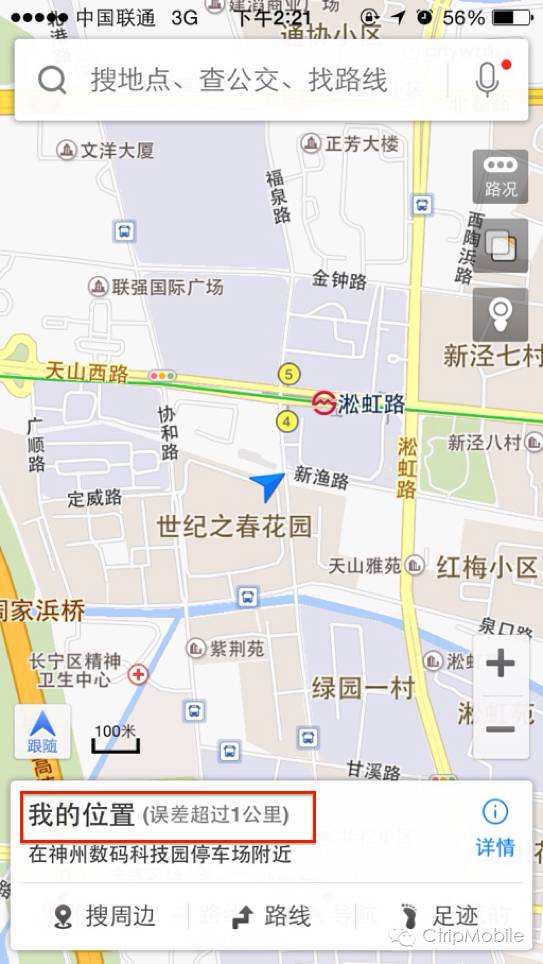 中国联通 3G 下午2:21 56%
通协小区
搜地点、查公交、找路线
文洋大厦
正芳大楼
路况
福泉路
西陶浜路
金钟路
联强国际广场
新泾七村
天山西路
5
淞虹路
4
协和路
广顺路
淞虹路
新泾八村
新渔路
定威路
世纪之春花园
天山雅苑
红梅小区
周家浜桥
泉口路
紫荆苑
长宁区精神
卫生中心
绿园一村
淞虹苑
跟随
100米
高速
甘溪路
我的位置 (误差超过1公里)
在神州数码科技园停车场附近
详情
搜周边 路线 足迹
CtripMobile